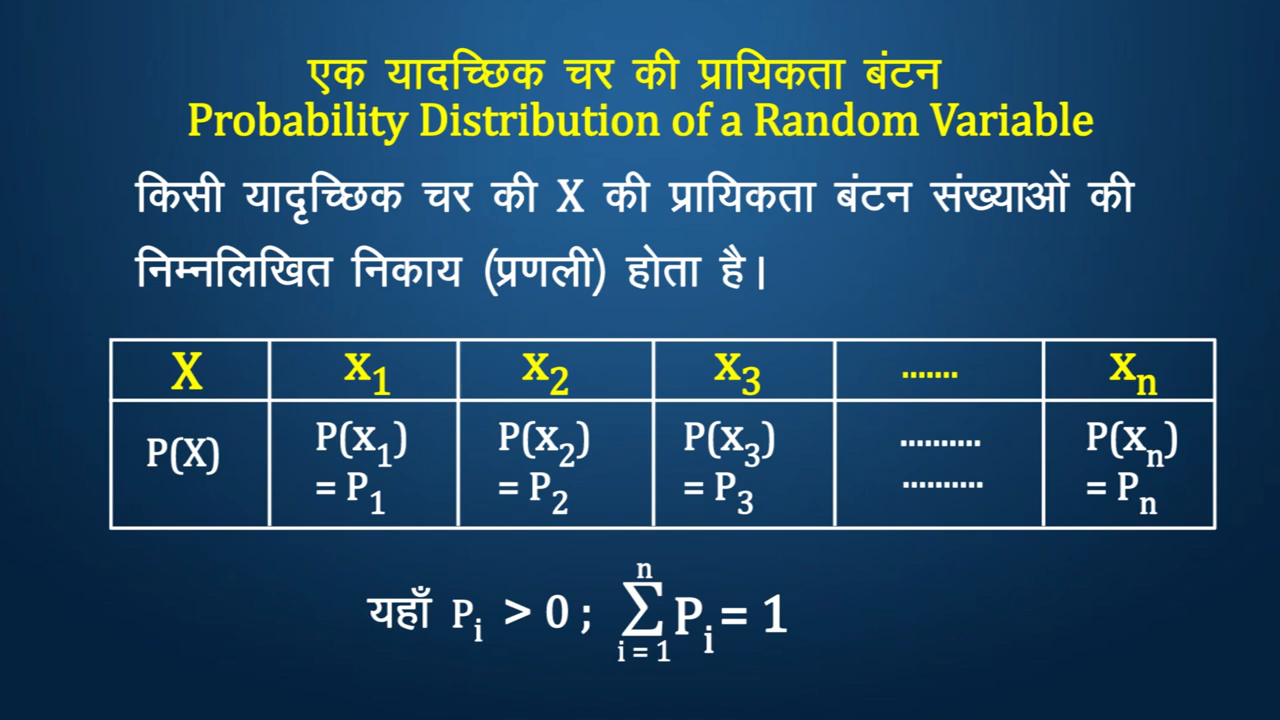 एक यादच्छिक चर की प्रायिकता बंटन
Probability Distribution of a Random Variable
किसी यादृच्छिक चर की X की प्रायिकता बंटन संख्याओं की
निम्नलिखित निकाय (प्रणली) होता है।
X x₁ x₂ x₃ ....... xₙ
P(X) P(x₁) P(x₂) P(x₃) .......... P(xₙ)
= P₁ = P₂ = P₃ .......... = Pₙ
यहाँ Pᵢ > 0 ; n∑i = 1 Pᵢ = 1